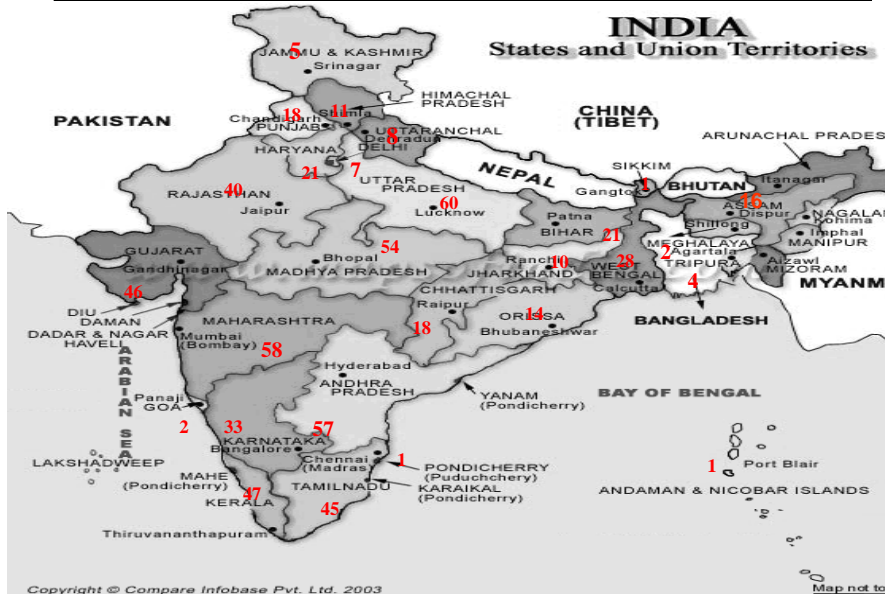 INDIA
States and Union Territories
5
JAMMU & KASHMIR
Srinagar
HIMACHAL
PRADESH
11
Shimla
18
Chandigarh
PUNJAB
PAKISTAN
CHINA
(TIBET)
UTTARANCHAL
8
Dehradun
DELHI
HARYANA
21
7
ARUNACHAL PRADES
NEPAL
SIKKIM
1
Gangtok
BHUTAN
Itanagar
40
RAJASTHAN
Jaipur
UTTAR
PRADESH
60
Lucknow
16
ASSAM
Dispur
NAGALAN
Kohima
Shillong
Imphal
MANIPUR
Patna
BIHAR
21
MEGHALAYA
2
Agartala
TRIPURA
4
Aizawl
MIZORAM
MYANM
GUJARAT
Gandhinagar
54
Bhopal
MADHYA PRADESH
Ranchi
10
JHARKHAND
28
WEST
BENGAL
Calcutta
46
CHHATTISGARH
Raipur
18
14
ORISSA
Bhubaneshwar
BANGLADESH
DIU
DAMAN
DADAR & NAGAR
HAVELI
MAHARASHTRA
Mumbai
(Bombay)
58
Hyderabad
ANDHRA
PRADESH
YANAM
(Pondicherry)
BAY OF BENGAL
ARABIAN SEA
Panaji
GOA
2
33
57
KARNATAKA
Bangalore
Chennai
(Madras)
1
PONDICHERRY
(Puduchchery)
KARAIKAL
(Pondicherry)
LAKSHADWEEP
MAHE
(Pondicherry)
47
KERALA
TAMILNADU
45
Thiruvananthapuram
1
Port Blair
ANDAMAN & NICOBAR ISLANDS
Copyright © Compare Infobase Pvt. Ltd. 2003
Map not to